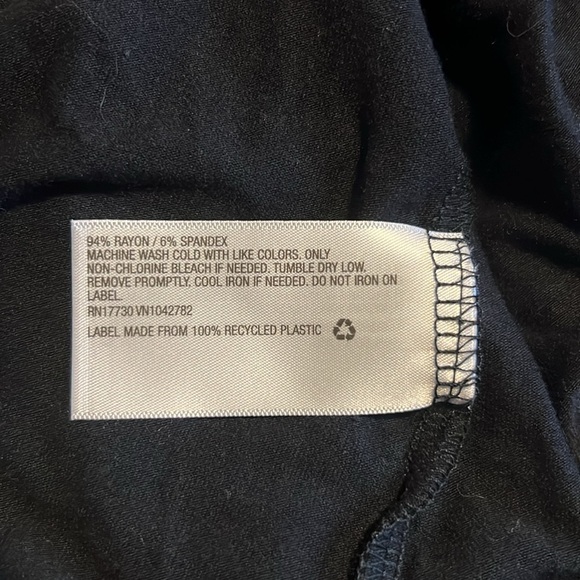 94% RAYON / 6% SPANDEX
MACHINE WASH COLD WITH LIKE COLORS. ONLY
NON-CHLORINE BLEACH IF NEEDED. TUMBLE DRY LOW.
REMOVE PROMPTLY. COOL IRON IF NEEDED. DO NOT IRON ON
LABEL.
RN17730 VN1042782
LABEL MADE FROM 100% RECYCLED PLASTIC